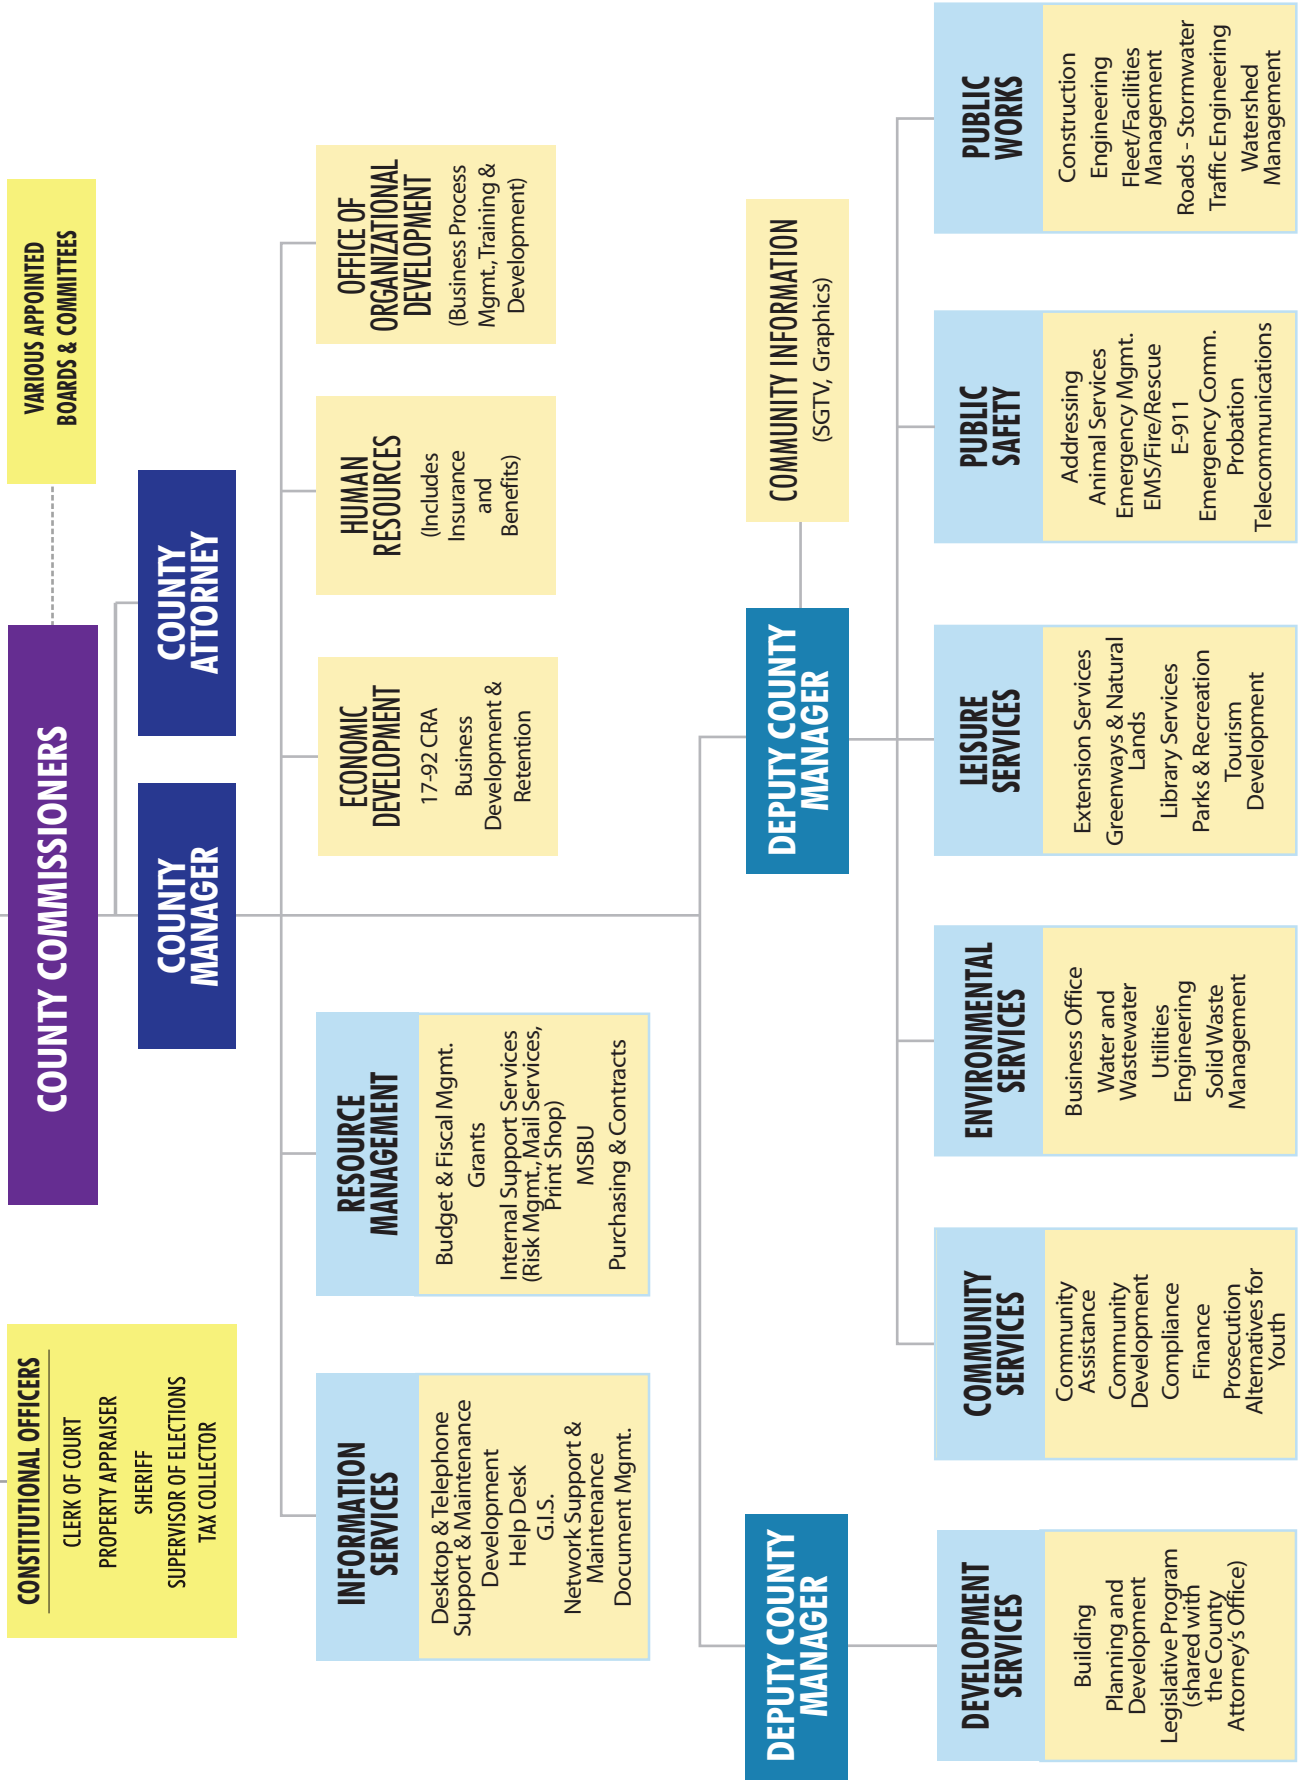 CONSTITUTIONAL OFFICERS
CLERK OF COURT
PROPERTY APPRAISER
SHERIFF
SUPERVISOR OF ELECTIONS
TAX COLLECTOR
COUNTY COMMISSIONERS
VARIOUS APPOINTED
BOARDS & COMMITTEES
COUNTY
MANAGER
COUNTY
ATTORNEY
INFORMATION
SERVICES
Desktop & Telephone
Support & Maintenance
Development
Help Desk
G.I.S.
Network Support &
Maintenance
Document Mgmt.
RESOURCE
MANAGEMENT
Budget & Fiscal Mgmt.
Grants
Internal Support Services
(Risk Mgmt., Mail Services,
Print Shop)
MSBU
Purchasing & Contracts
ECONOMIC
DEVELOPMENT
17-92 CRA
Business
Development &
Retention
HUMAN
RESOURCES
(Includes
Insurance
and
Benefits)
OFFICE OF
ORGANIZATIONAL
DEVELOPMENT
(Business Process
Mgmt., Training &
Development)
DEPUTY COUNTY
MANAGER
DEPUTY COUNTY
MANAGER
COMMUNITY INFORMATION
(SGTV, Graphics)
DEVELOPMENT
SERVICES
Building
Planning and
Development
Legislative Program
(shared with
the County
Attorney's Office)
COMMUNITY
SERVICES
Community
Assistance
Community
Development
Compliance
Finance
Prosecution
Alternatives for
Youth
ENVIRONMENTAL
SERVICES
Business Office
Water and
Wastewater
Utilities
Engineering
Solid Waste
Management
LEISURE
SERVICES
Extension Services
Greenways & Natural
Lands
Library Services
Parks & Recreation
Tourism
Development
PUBLIC
SAFETY
Addressing
Animal Services
Emergency Mgmt.
EMS/Fire/Rescue
E-911
Emergency Comm.
Probation
Telecommunications
PUBLIC
WORKS
Construction
Engineering
Fleet/Facilities
Management
Roads - Stormwater
Traffic Engineering
Watershed
Management